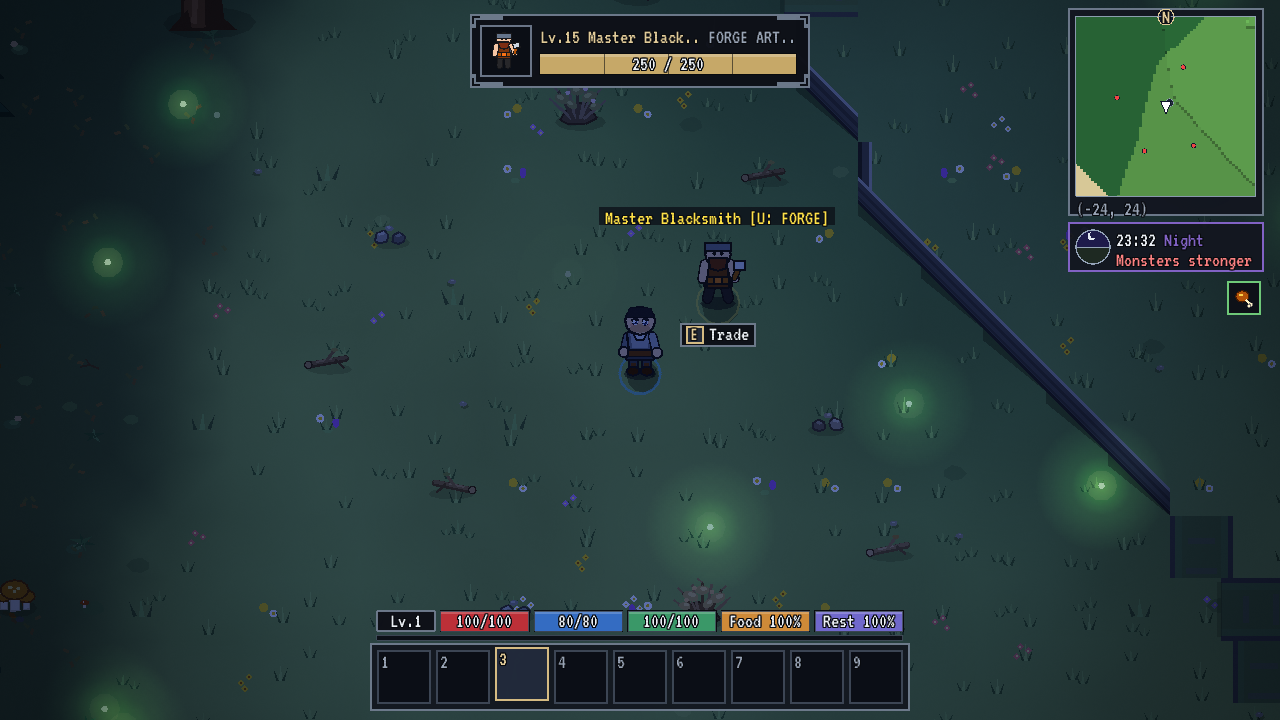 Lv.15 Master Black.. FORGE ART..
250 / 250
N
(-24, 24)
23:32 Night
Monsters stronger
Master Blacksmith [U: FORGE]
E Trade
Lv.1 100/100 80/80 100/100 Food 100% Rest 100%
1 2 3 4 5 6 7 8 9